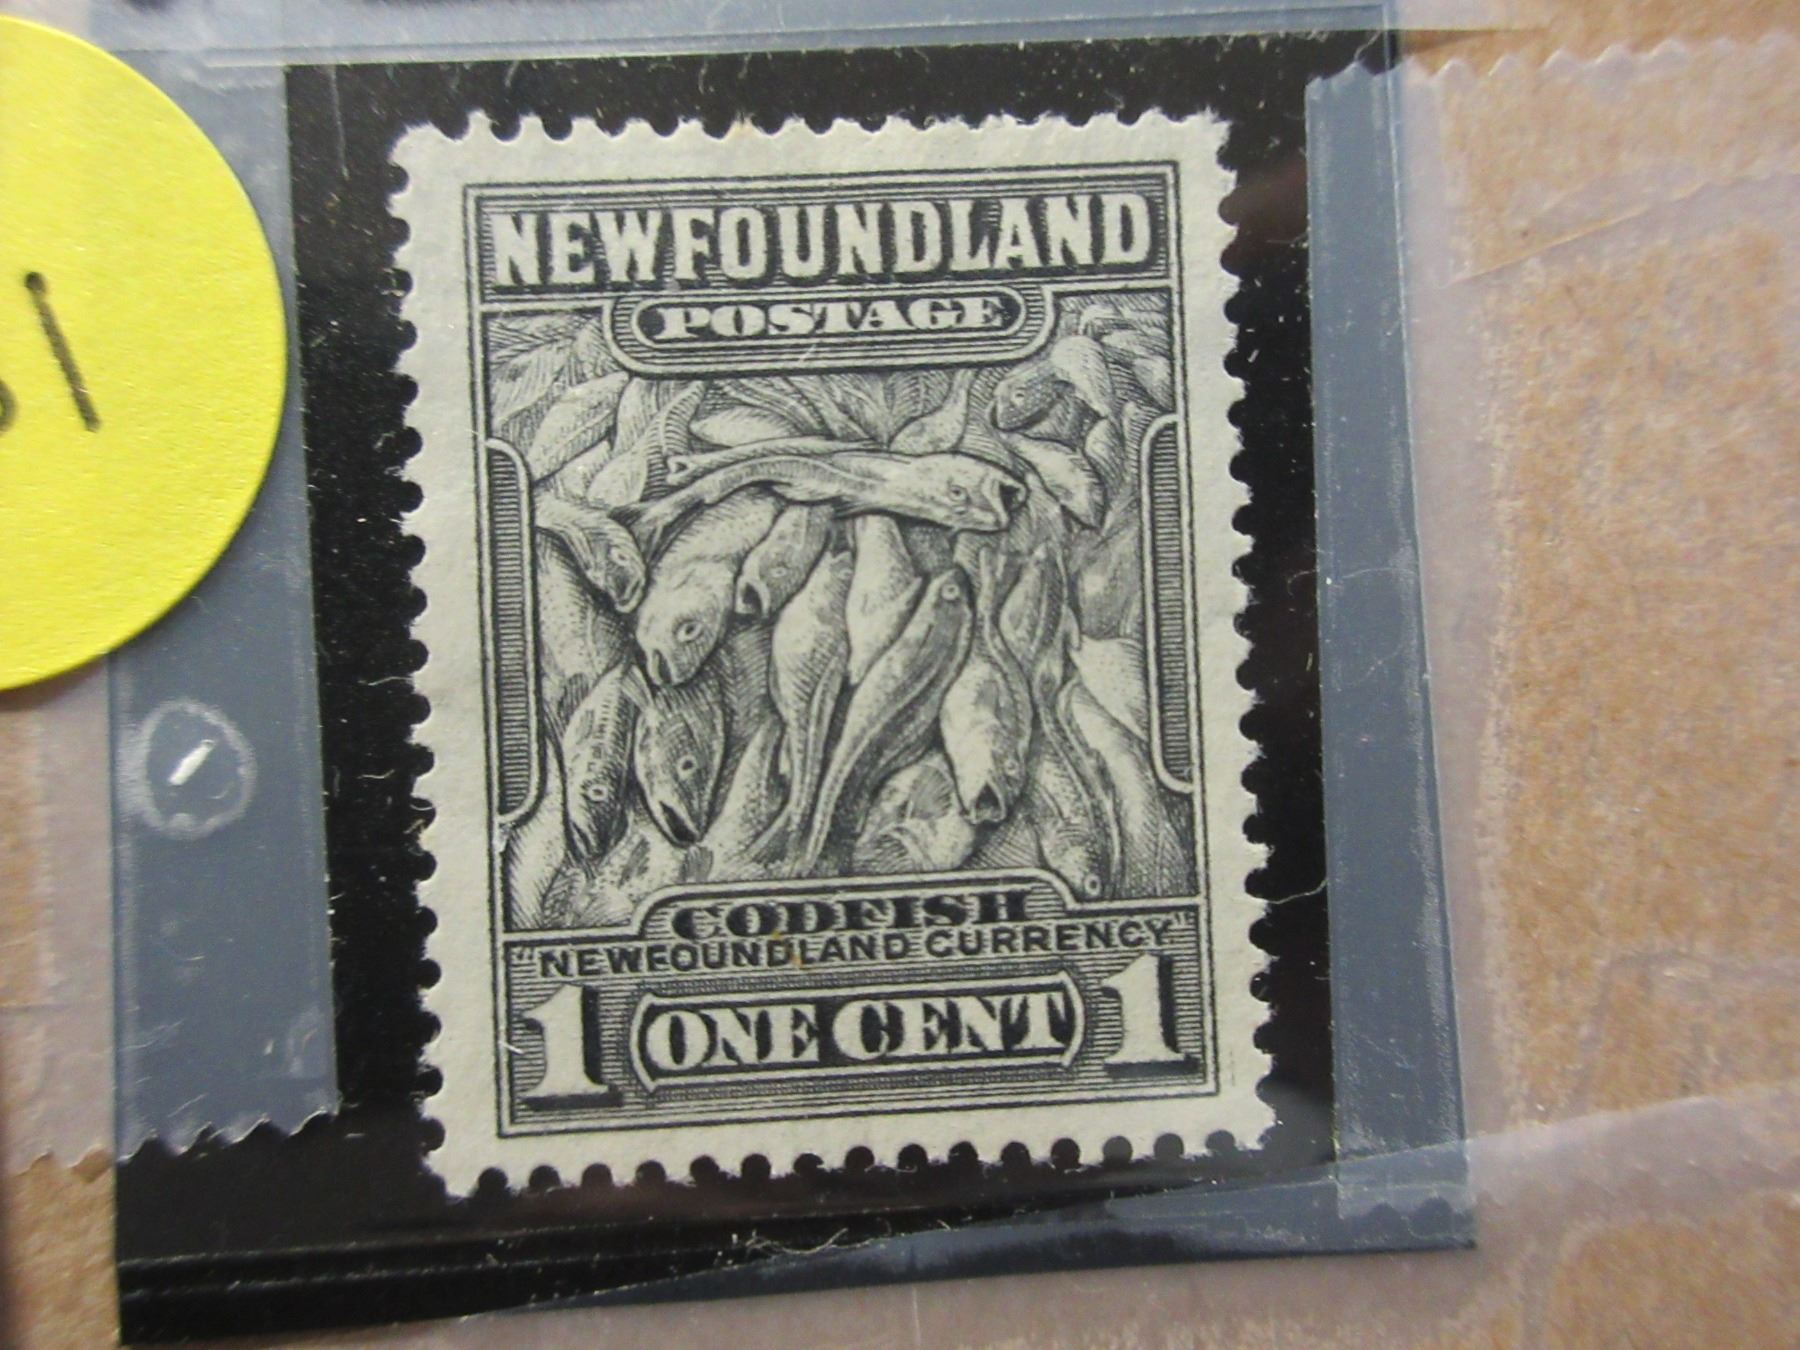 NEWFOUNDLAND
POSTAGE
CODFISH
"NEWFOUNDLAND CURRENCY"
1 ONE CENT 1